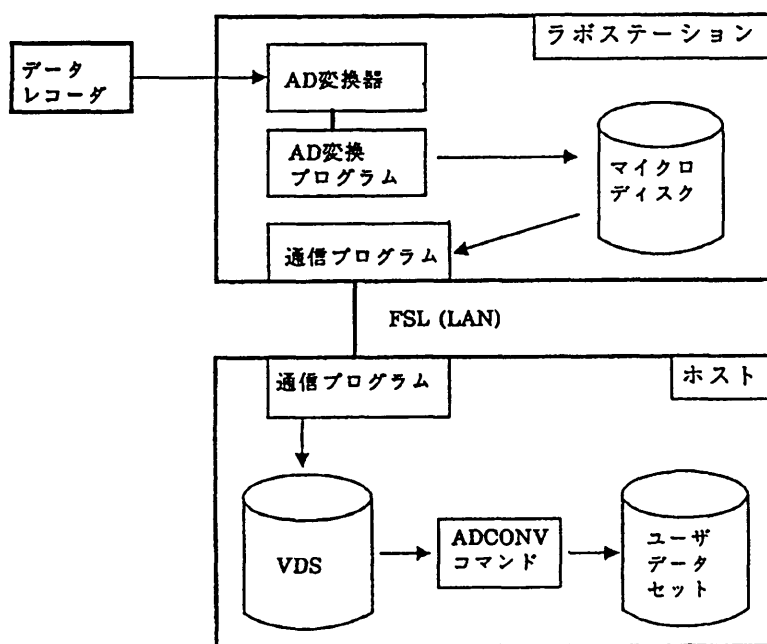 ラボステーション
データ
レコーダ
AD変換器
AD変換
プログラム
マイクロ
ディスク
通信プログラム
FSL (LAN)
通信プログラム
ホスト
VDS
ADCONV
コマンド
ユーザ
データ
セット